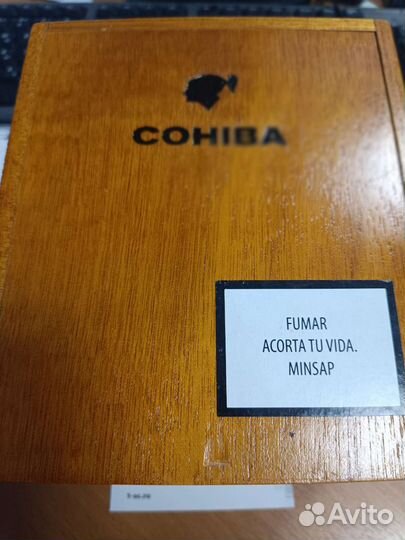 COHIBA
FUMAR
ACORTA TU VIDA.
MINSAP
Avito